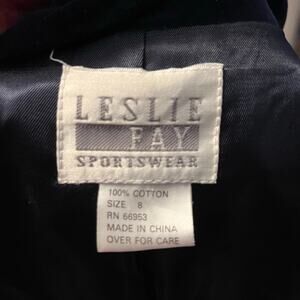 LESLIE
FAY
SPORTSWEAR
100% COTTON
SIZE 8
RN 66953
MADE IN CHINA
OVER FOR CARE